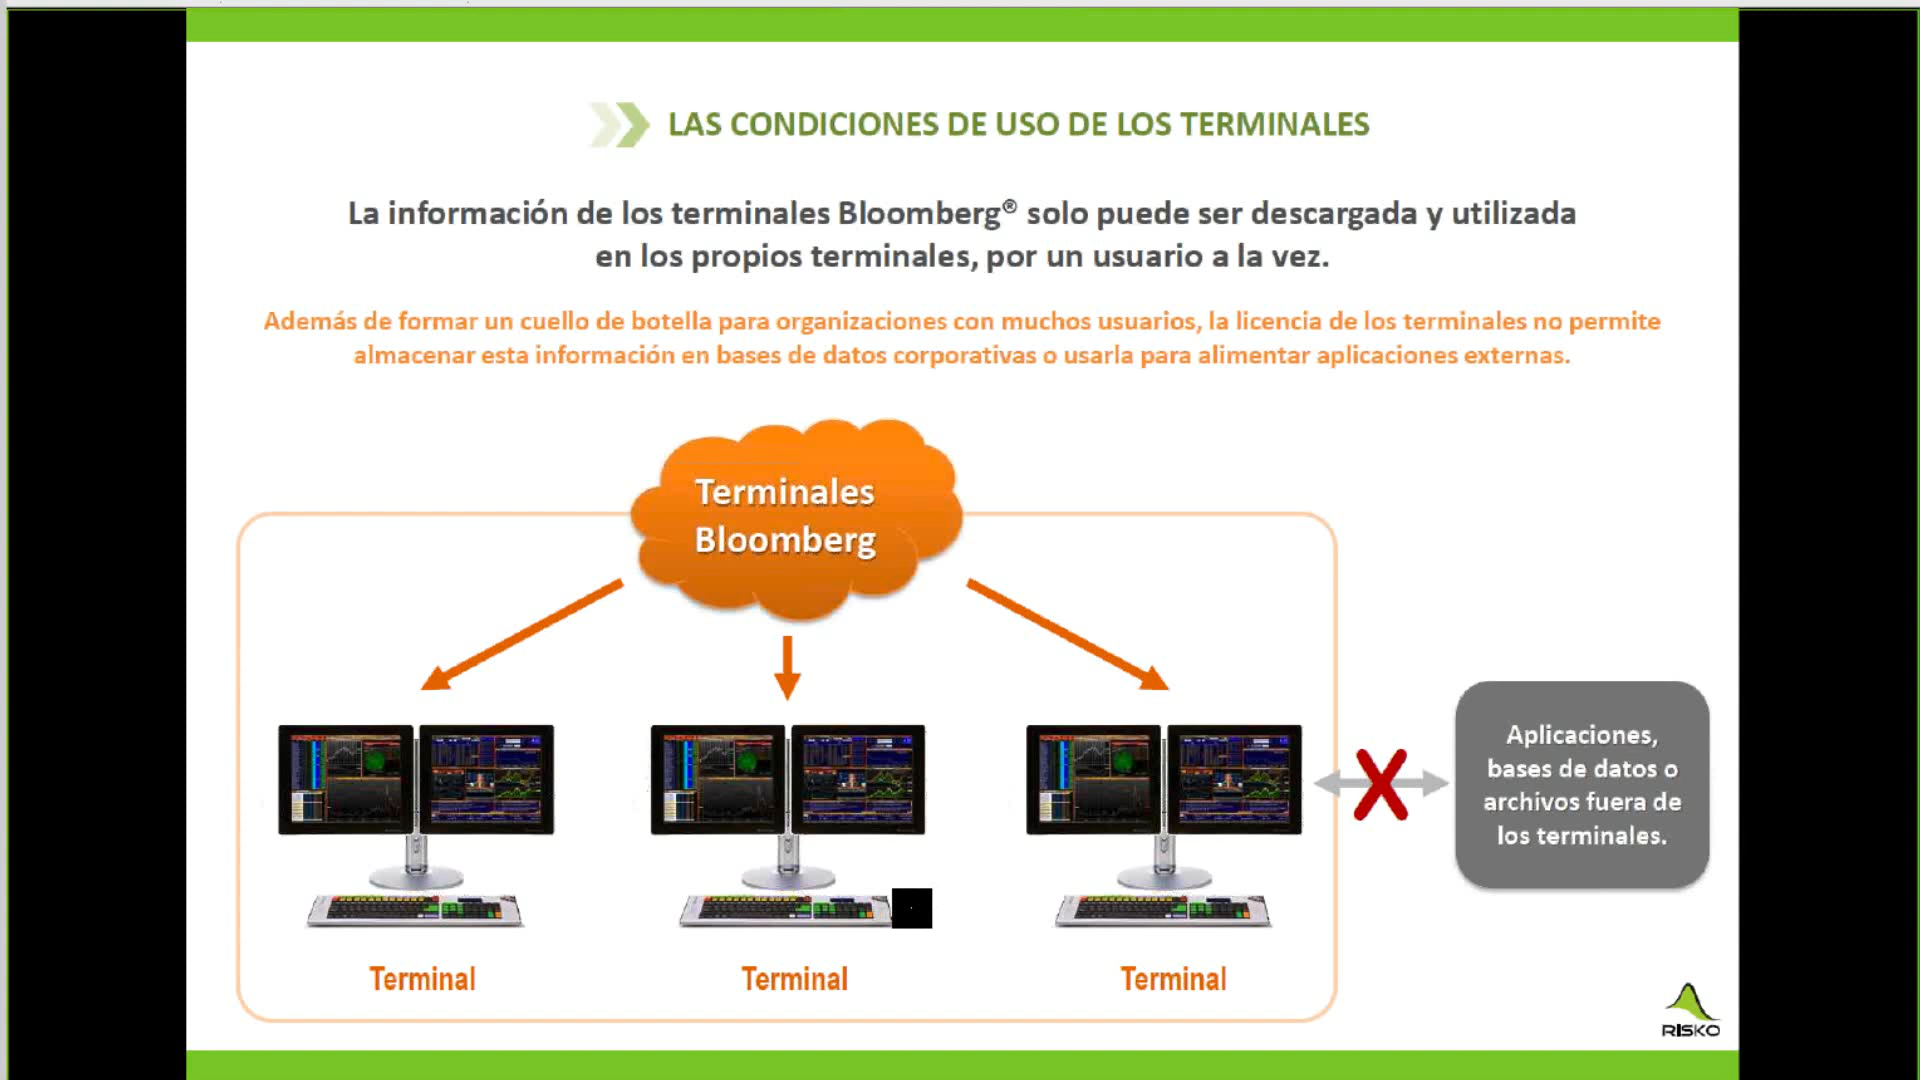 LAS CONDICIONES DE USO DE LOS TERMINALES
La información de los terminales Bloomberg® solo puede ser descargada y utilizada
en los propios terminales, por un usuario a la vez.
Además de formar un cuello de botella para organizaciones con muchos usuarios, la licencia de los terminales no permite
almacenar esta información en bases de datos corporativas o usarla para alimentar aplicaciones externas.
Terminales
Bloomberg
Aplicaciones,
bases de datos o
archivos fuera de
los terminales.
Terminal
Terminal
Terminal
RISKO